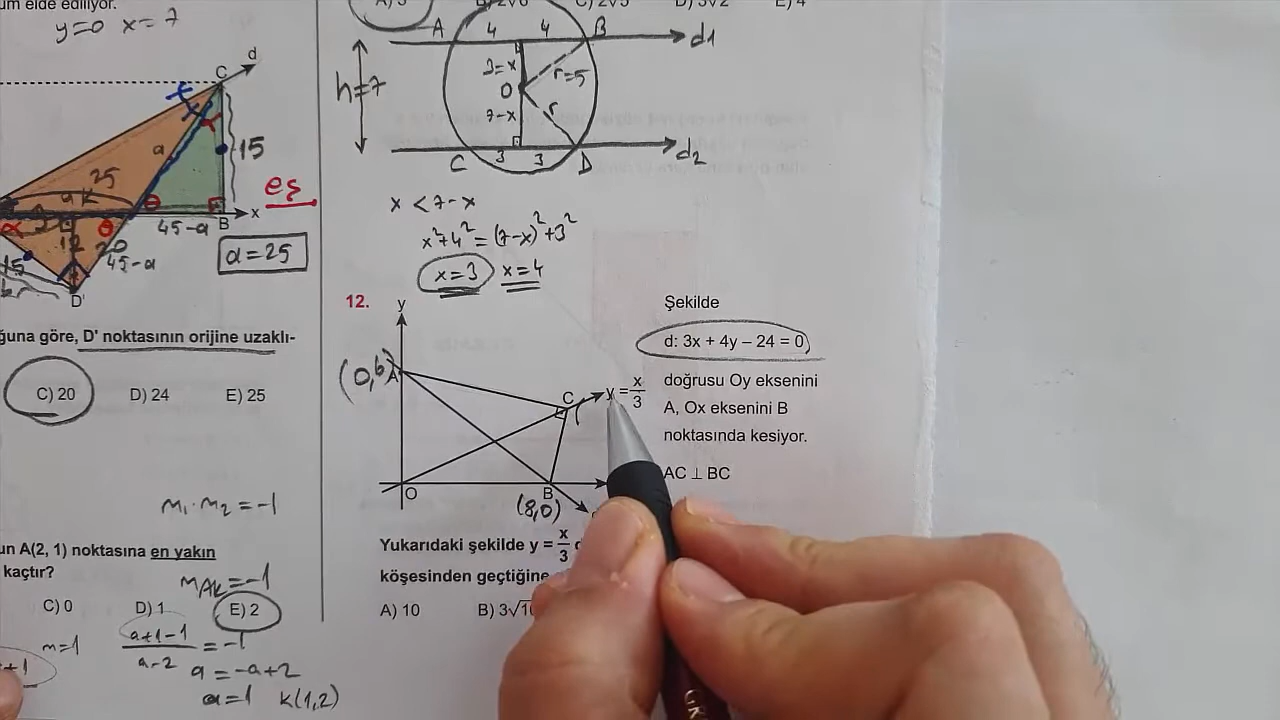 üm elde ediliyor.
y=0 x=7
C
d
a
15
25
x
B
45-a
eş
a=25
12
20
45-a
15
D'
ğuna göre, D' noktasının orijine uzaklı-
C) 20 D) 24 E) 25
m₁.m₂=-1
un A(2, 1) noktasına en yakın
kaçtır?
m_AK=-1
C) 0 D) 1 E) 2
m=1
a+1-1
a-2
=-1
a=-a+2
a=1 K(1,2)
A 4 4 B d1
3=x
r=5
h=7
O
7-x
r
C 3 3 D d2
x < 7-x
x²+4²=(7-x)²+3²
x=3 x=4
12.
y
(0,6) A
C
y = x/3
O
B
(8,0)
Şekilde
d: 3x + 4y – 24 = 0
doğrusu Oy eksenini
A, Ox eksenini B
noktasında kesiyor.
AC ⊥ BC
Yukarıdaki şekilde y = x/3
köşesinden geçtiğine
A) 10 B) 3√10